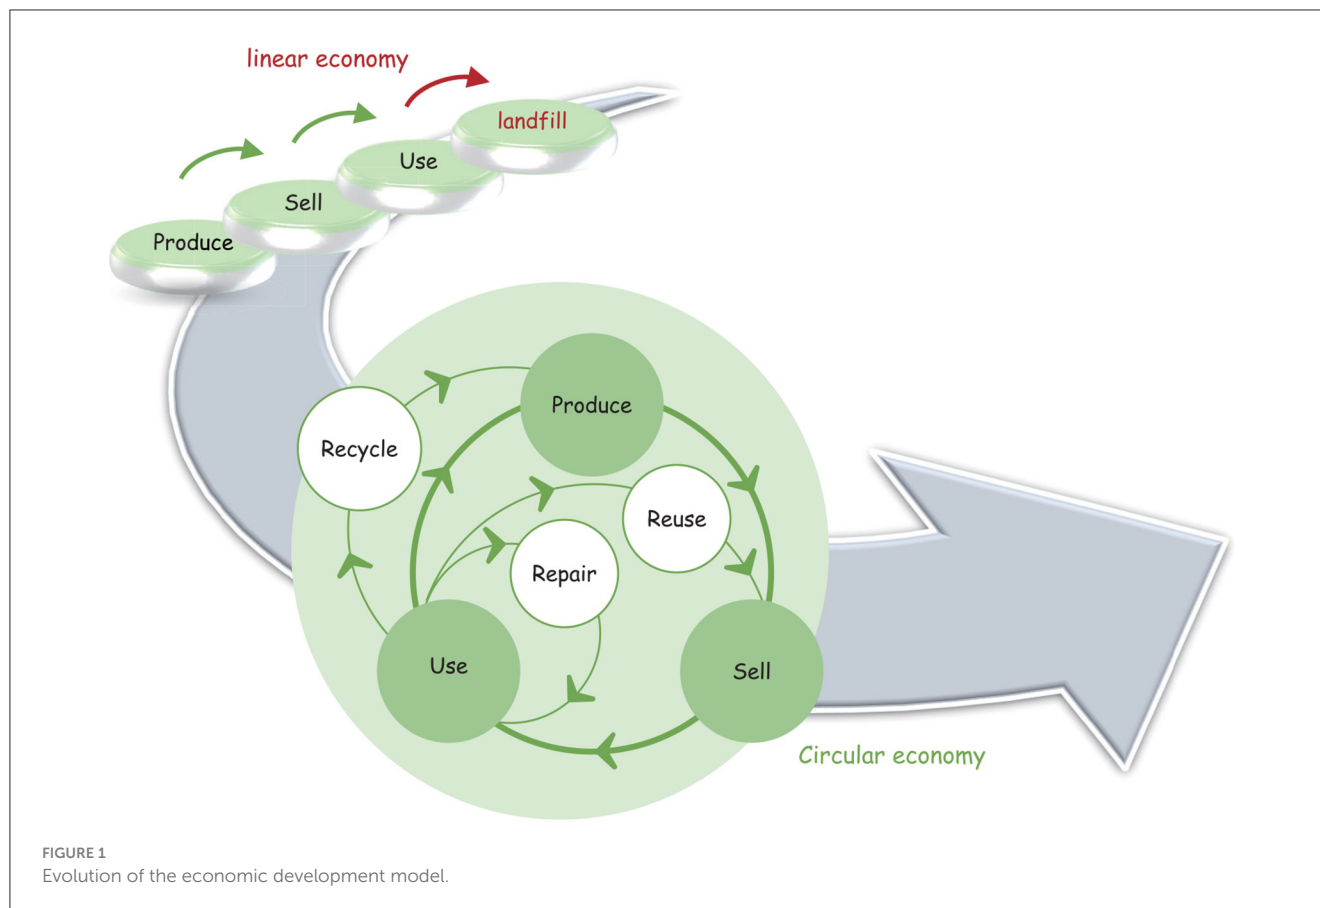 linear economy
landfill
Use
Sell
Produce
Produce
Recycle
Reuse
Repair
Use
Sell
Circular economy
FIGURE 1
Evolution of the economic development model.